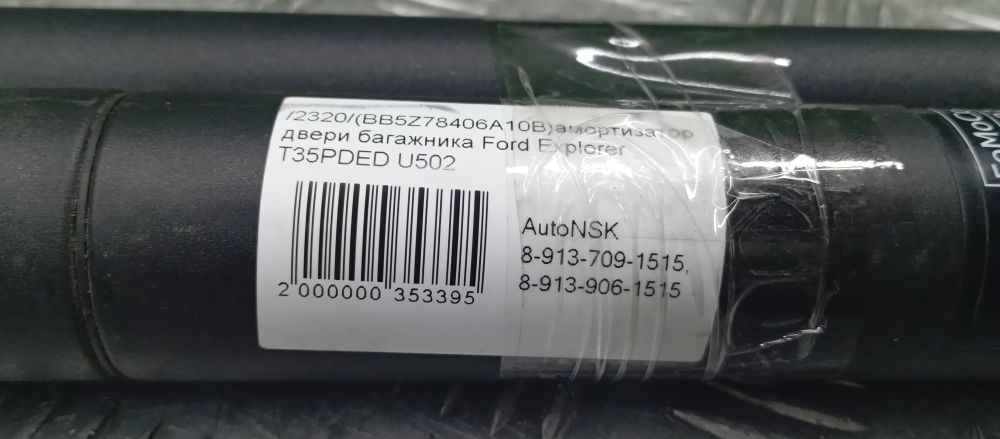 /2320/(BB5Z78406A10B)амортизатор
двери багажника Ford Explorer
T35PDED U502
2 000000 353395
AutoNSK
8-913-709-1515,
8-913-906-1515